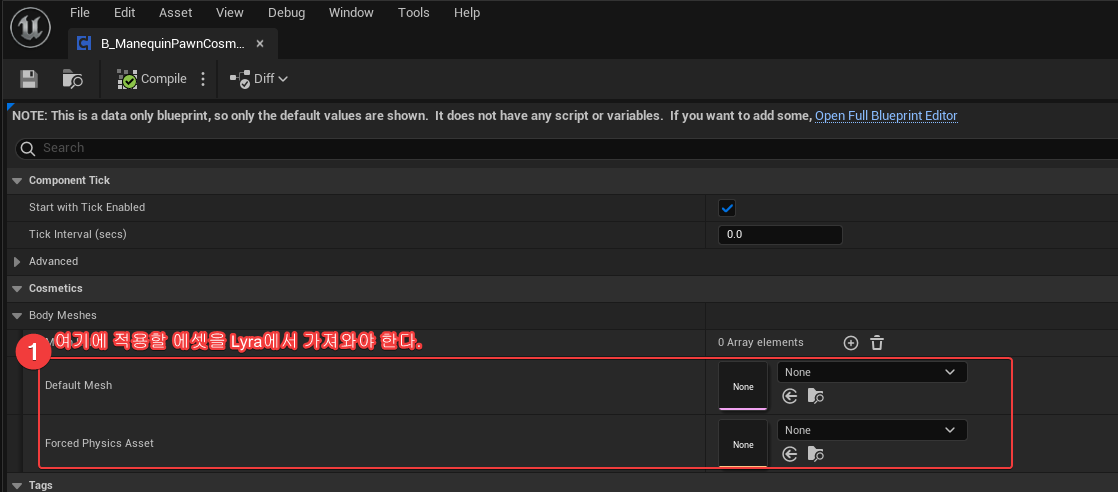 File Edit Asset View Debug Window Tools Help
B_ManequinPawnCosm...
Compile Diff
NOTE: This is a data only blueprint, so only the default values are shown. It does not have any script or variables. If you want to add some, Open Full Blueprint Editor
Search
Component Tick
Start with Tick Enabled
Tick Interval (secs) 0.0
Advanced
Cosmetics
Body Meshes
1 여기에 적용할 에셋을 Lyra에서 가져와야 한다.
0 Array elements
Default Mesh None None
Forced Physics Asset None None
Tags